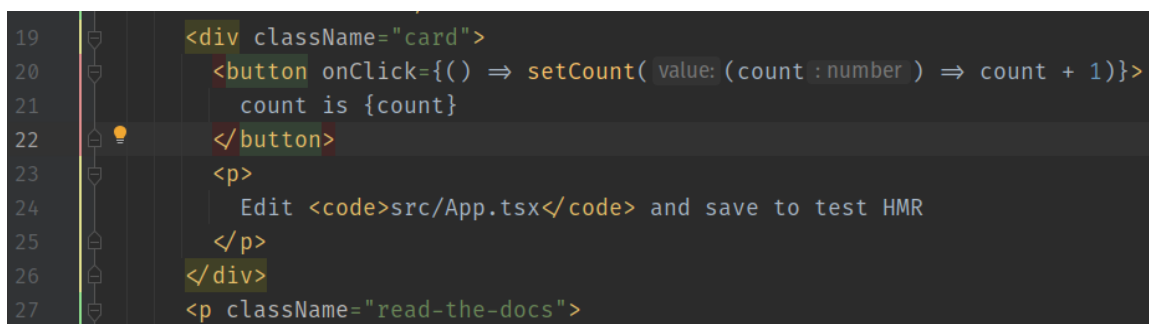 19 <div className="card">
20 <button onClick={() => setCount( value: (count : number ) => count + 1)}>
21 count is {count}
22 </button>
23 <p>
24 Edit <code>src/App.tsx</code> and save to test HMR
25 </p>
26 </div>
27 <p className="read-the-docs">